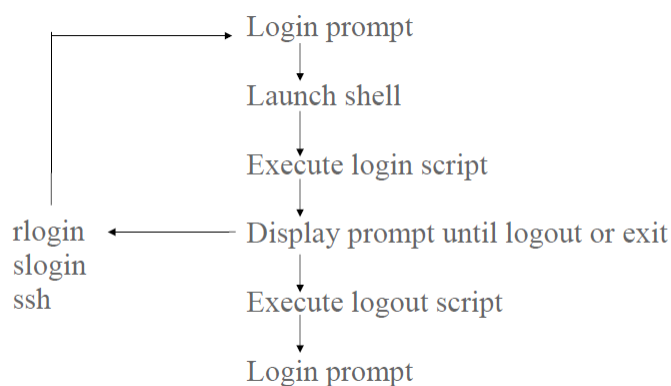 Login prompt
Launch shell
Execute login script
Display prompt until logout or exit
rlogin
slogin
ssh
Execute logout script
Login prompt